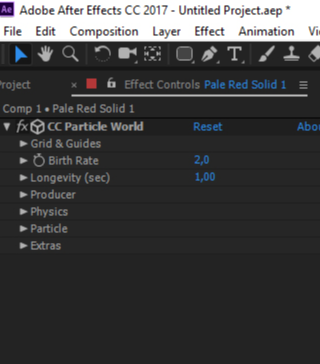 Ae Adobe After Effects CC 2017 - Untitled Project.aep *
File Edit Composition Layer Effect Animation
T
Project Effect Controls Pale Red Solid 1
Comp 1 • Pale Red Solid 1
fx CC Particle World Reset
Grid & Guides
Birth Rate 2,0
Longevity (sec) 1,00
Producer
Physics
Particle
Extras